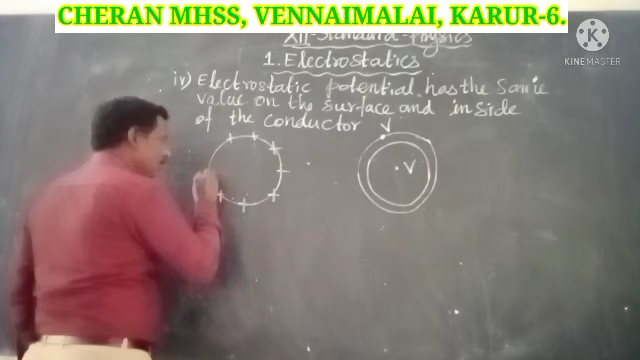 CHERAN MHSS, VENNAIMALAI, KARUR-6.
KINEMASTER
XII-Standard-Physics
1. Electrostatics
iv) Electrostatic potential has the same
value on the surface and inside
of the conductor
V
V